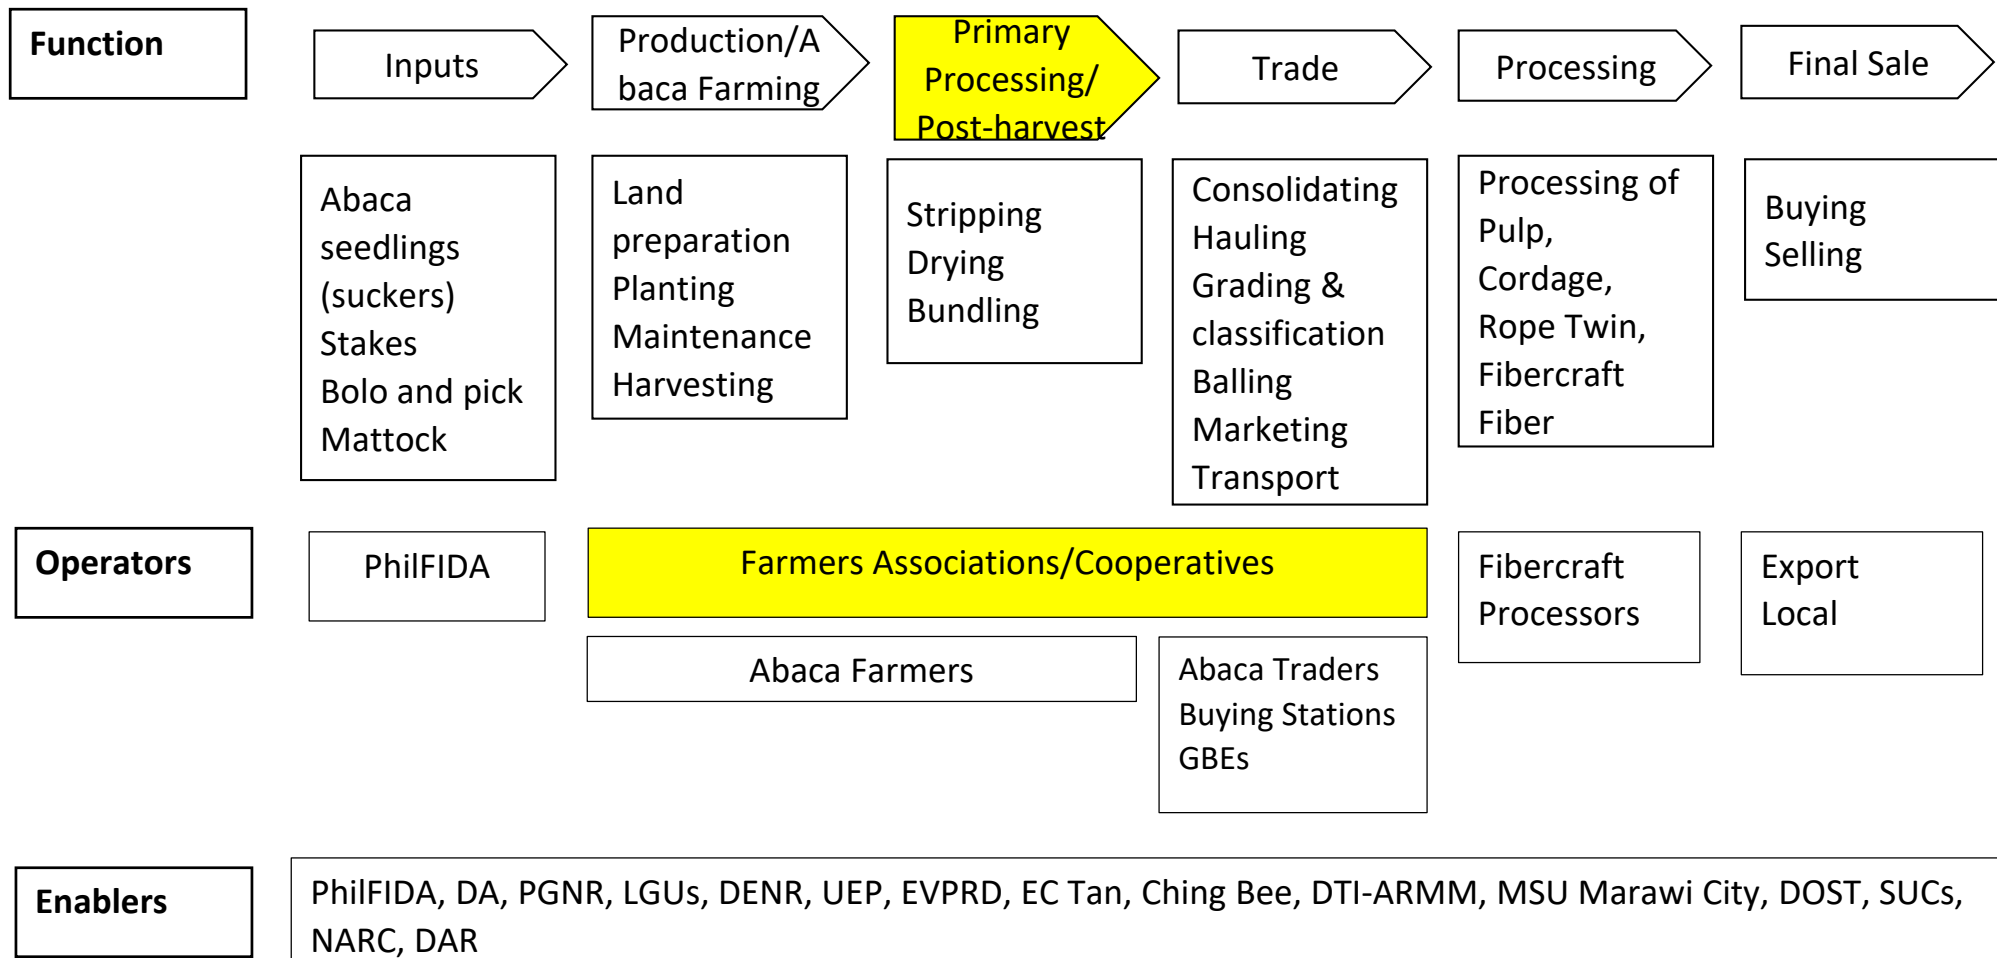 Function
Inputs
Production/A
baca Farming
Primary
Processing/
Post-harvest
Trade
Processing
Final Sale
Abaca
seedlings
(suckers)
Stakes
Bolo and pick
Mattock
Land
preparation
Planting
Maintenance
Harvesting
Stripping
Drying
Bundling
Consolidating
Hauling
Grading &
classification
Balling
Marketing
Transport
Processing of
Pulp,
Cordage,
Rope Twin,
Fibercraft
Fiber
Buying
Selling
Operators
PhilFIDA
Farmers Associations/Cooperatives
Fibercraft
Processors
Export
Local
Abaca Farmers
Abaca Traders
Buying Stations
GBEs
Enablers
PhilFIDA, DA, PGNR, LGUs, DENR, UEP, EVPRD, EC Tan, Ching Bee, DTI-ARMM, MSU Marawi City, DOST, SUCs,
NARC, DAR